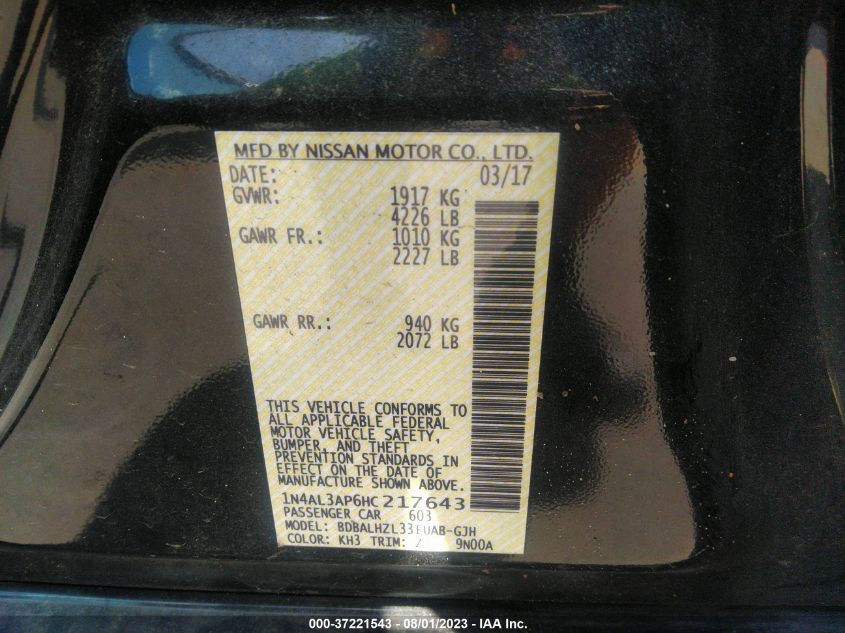 MFD BY NISSAN MOTOR CO., LTD.
DATE: 03/17
GVWR: 1917 KG
4226 LB
GAWR FR.: 1010 KG
2227 LB
GAWR RR.: 940 KG
2072 LB
THIS VEHICLE CONFORMS TO
ALL APPLICABLE FEDERAL
MOTOR VEHICLE SAFETY,
BUMPER, AND THEFT
PREVENTION STANDARDS IN
EFFECT ON THE DATE OF
MANUFACTURE SHOWN ABOVE.
1N4AL3AP6HC217643
PASSENGER CAR 603
MODEL:
COLOR: KH3 TRIM: 9N00A
000-37221543 - 08/01/2023 - IAA Inc.